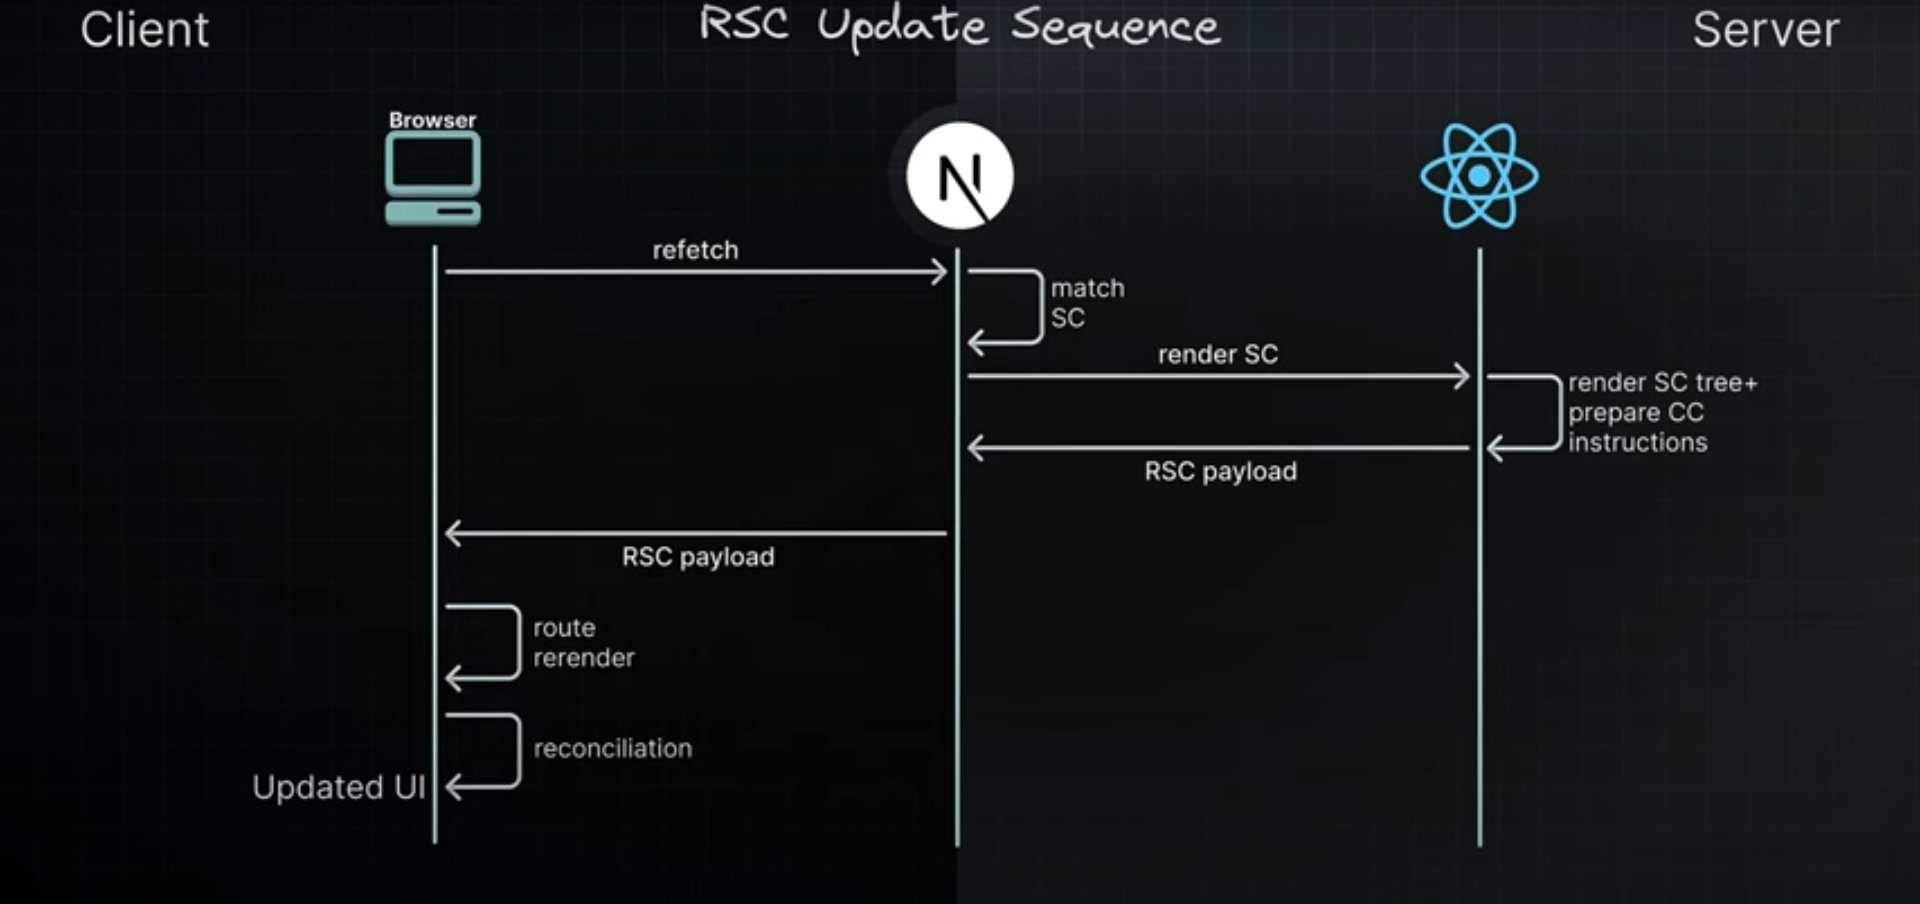 Client
RSC Update Sequence
Server
Browser
refetch
match
SC
render SC
render SC tree+
prepare CC
instructions
RSC payload
RSC payload
route
rerender
reconciliation
Updated UI